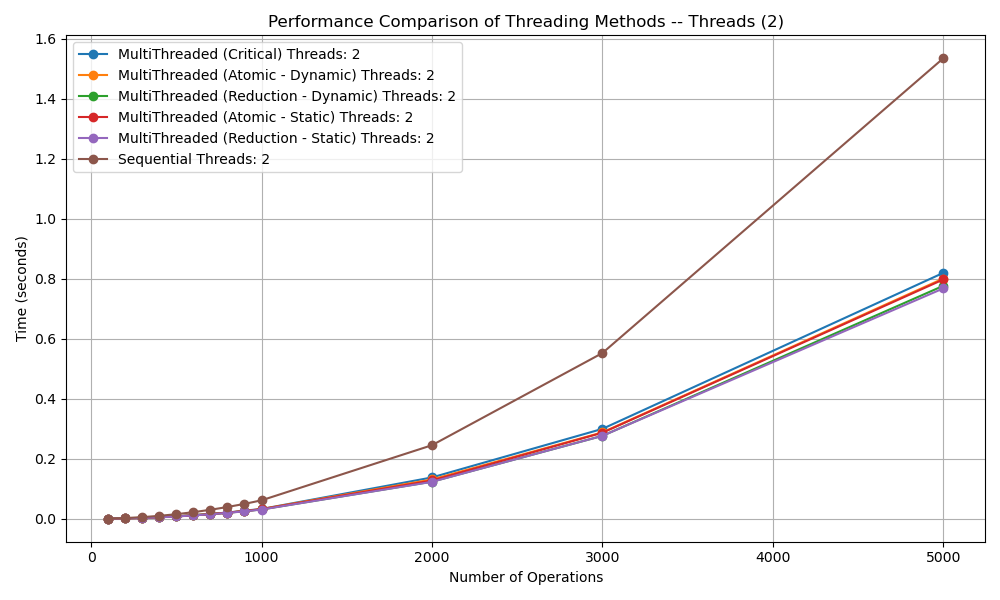 Performance Comparison of Threading Methods -- Threads (2)
MultiThreaded (Critical) Threads: 2
MultiThreaded (Atomic - Dynamic) Threads: 2
MultiThreaded (Reduction - Dynamic) Threads: 2
MultiThreaded (Atomic - Static) Threads: 2
MultiThreaded (Reduction - Static) Threads: 2
Sequential Threads: 2
Time (seconds)
1.6
1.4
1.2
1.0
0.8
0.6
0.4
0.2
0.0
0 1000 2000 3000 4000 5000
Number of Operations